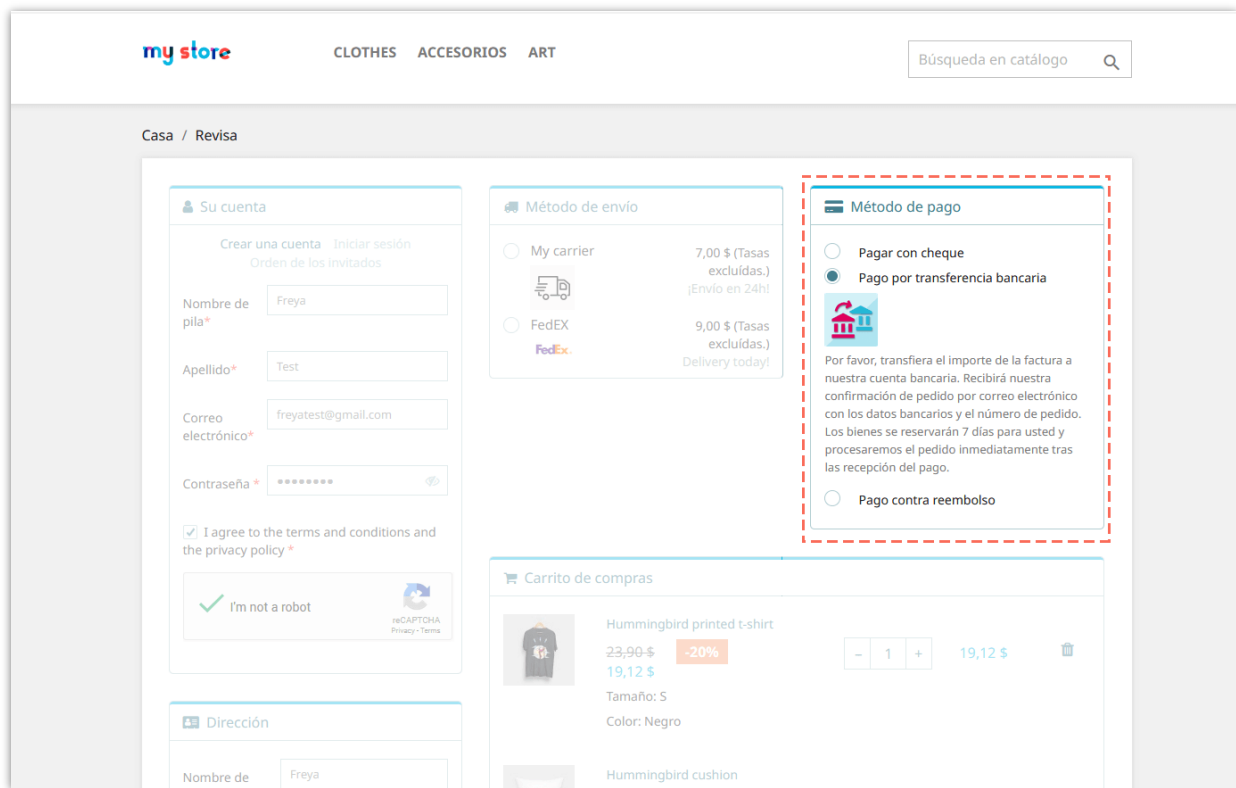 my store
CLOTHES ACCESORIOS ART
Búsqueda en catálogo
Casa / Revisa
Su cuenta
Crear una cuenta Iniciar sesión
Orden de los invitados
Nombre de
pila*
Freya
Apellido*
Test
Correo
electrónico*
freyatest@gmail.com
Contraseña *
I agree to the terms and conditions and
the privacy policy *
I'm not a robot
reCAPTCHA
Privacy - Terms
Dirección
Nombre de
Freya
Método de envío
My carrier
7,00 $ (Tasas
excluídas.)
¡Envío en 24h!
FedEX
FedEx.
9,00 $ (Tasas
excluídas.)
Delivery today!
Método de pago
Pagar con cheque
Pago por transferencia bancaria
Por favor, transfiera el importe de la factura a
nuestra cuenta bancaria. Recibirá nuestra
confirmación de pedido por correo electrónico
con los datos bancarios y el número de pedido.
Los bienes se reservarán 7 días para usted y
procesaremos el pedido inmediatamente tras
las recepción del pago.
Pago contra reembolso
Carrito de compras
Hummingbird printed t-shirt
23,90 $ -20%
19,12 $
Tamaño: S
Color: Negro
- 1 +
19,12 $
Hummingbird cushion